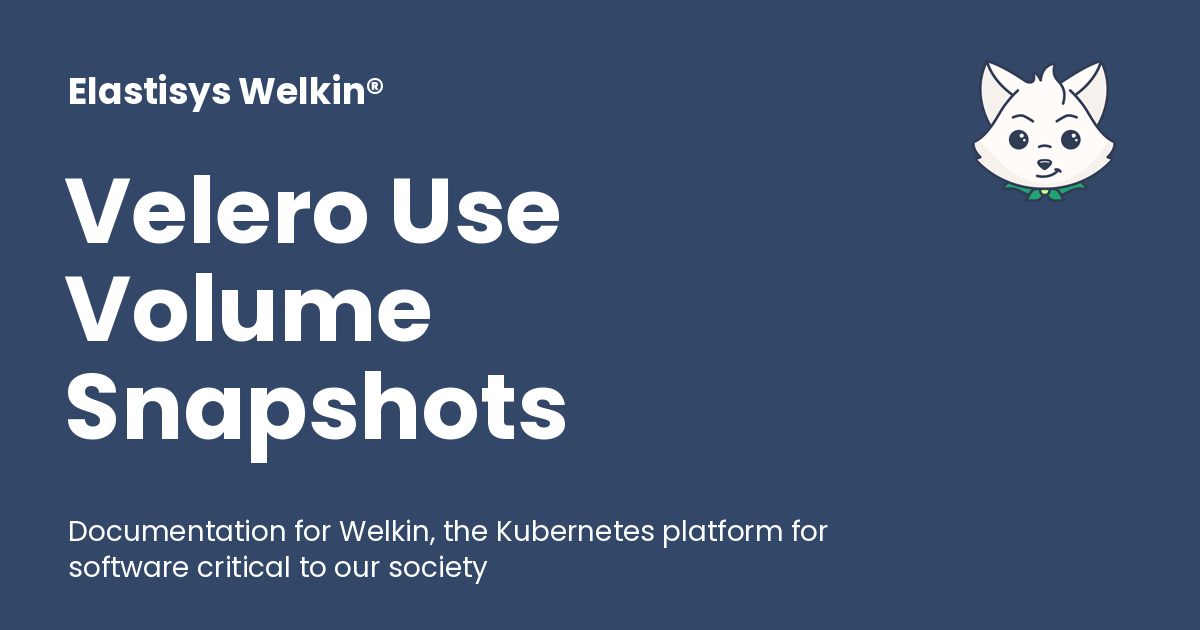 Elastisys Welkin®
Velero Use
Volume
Snapshots
Documentation for Welkin, the Kubernetes platform for
software critical to our society